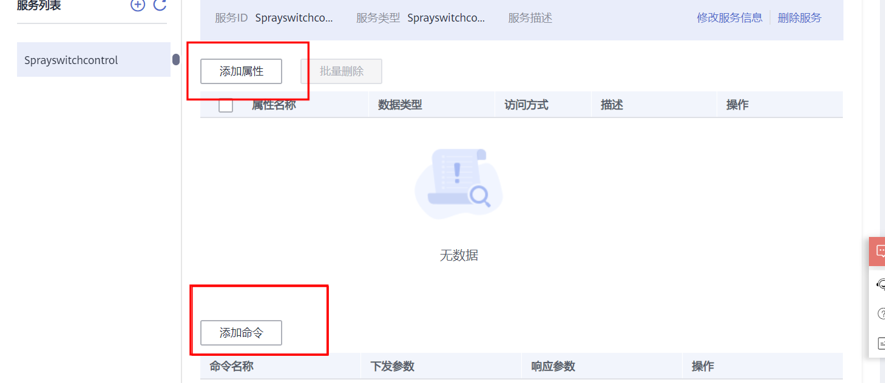 服务列表
服务ID Sprayswitchco... 服务类型 Sprayswitchco... 服务描述 修改服务信息 删除服务
Sprayswitchcontrol
添加属性 批量删除
属性名称 数据类型 访问方式 描述 操作
无数据
添加命令
命令名称 下发参数 响应参数 操作